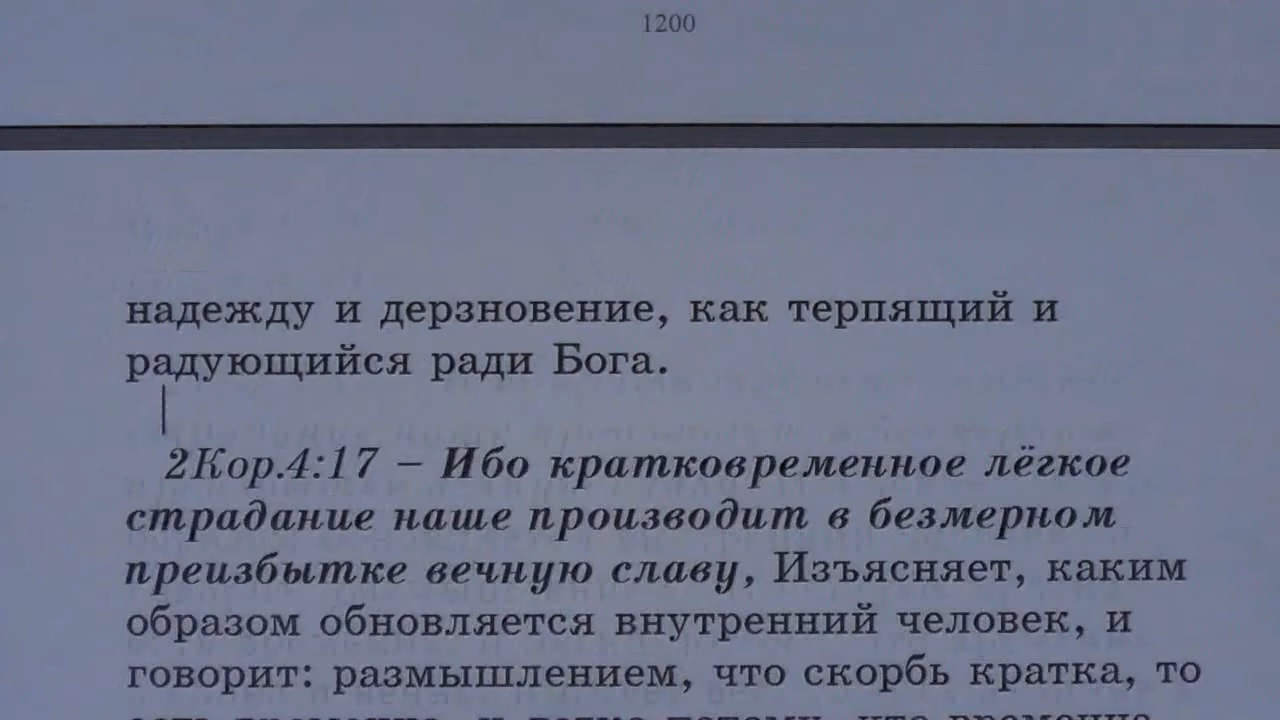 1200
надежду и дерзновение, как терпящий и
радующийся ради Бога.
2Кор.4:17 – Ибо кратковременное лёгкое
страдание наше производит в безмерном
преизбытке вечную славу, Изъясняет, каким
образом обновляется внутренний человек, и
говорит: размышлением, что скорбь кратка, то